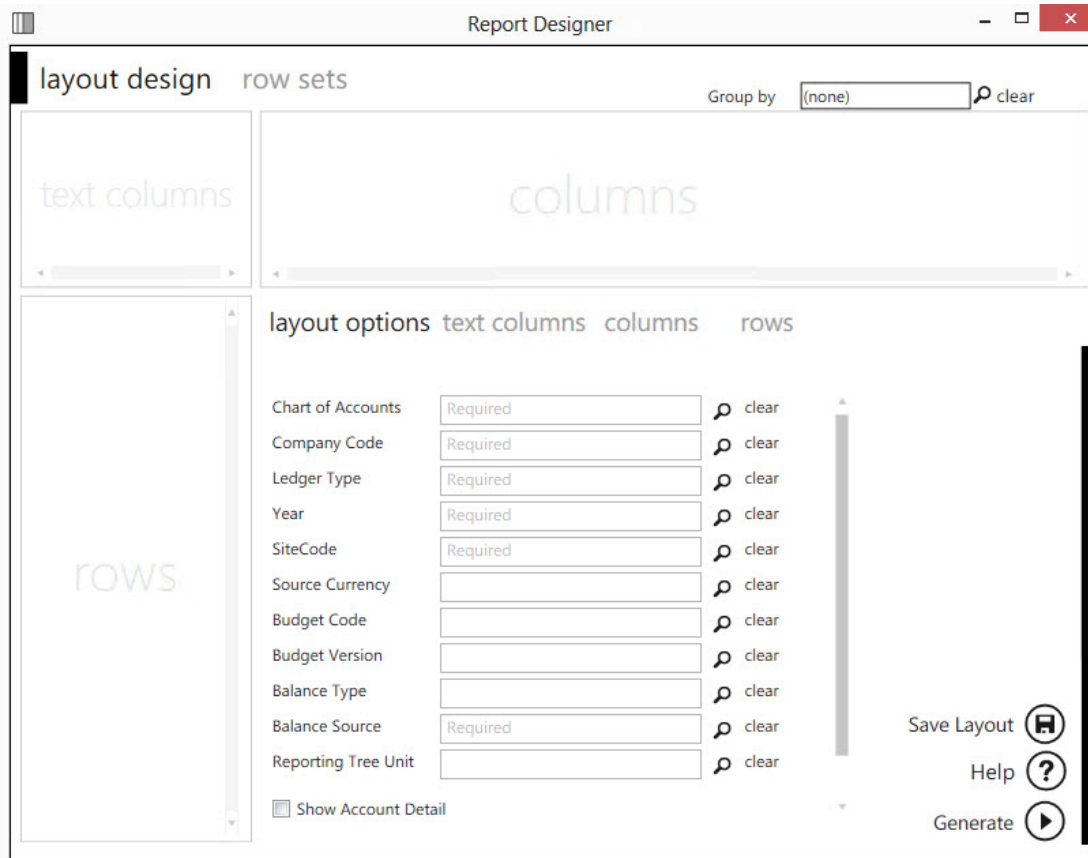 Report Designer
layout design row sets
Group by (none) clear
text columns
columns
layout options text columns columns rows
Chart of Accounts Required clear
Company Code Required clear
Ledger Type Required clear
Year Required clear
SiteCode Required clear
rows
Source Currency clear
Budget Code clear
Budget Version clear
Balance Type clear
Balance Source Required clear
Reporting Tree Unit clear
Show Account Detail
Save Layout
Help ?
Generate